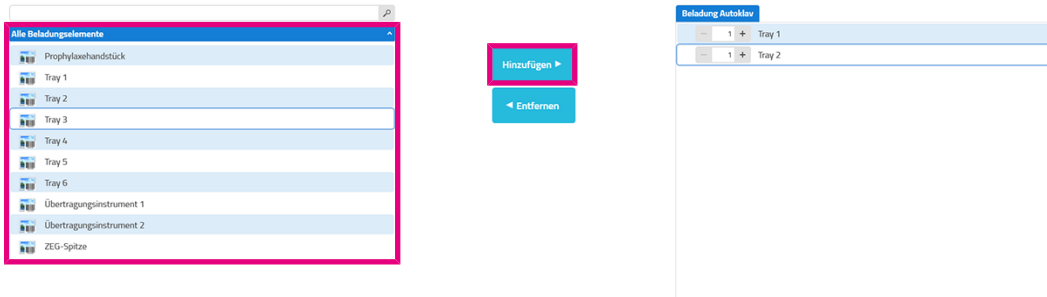 Alle Beladungselemente
Prophylaxehandstück
Tray 1
Tray 2
Tray 3
Tray 4
Tray 5
Tray 6
Übertragungsinstrument 1
Übertragungsinstrument 2
ZEG-Spitze
Hinzufügen
Entfernen
Beladung Autoklav
− 1 + Tray 1
− 1 + Tray 2